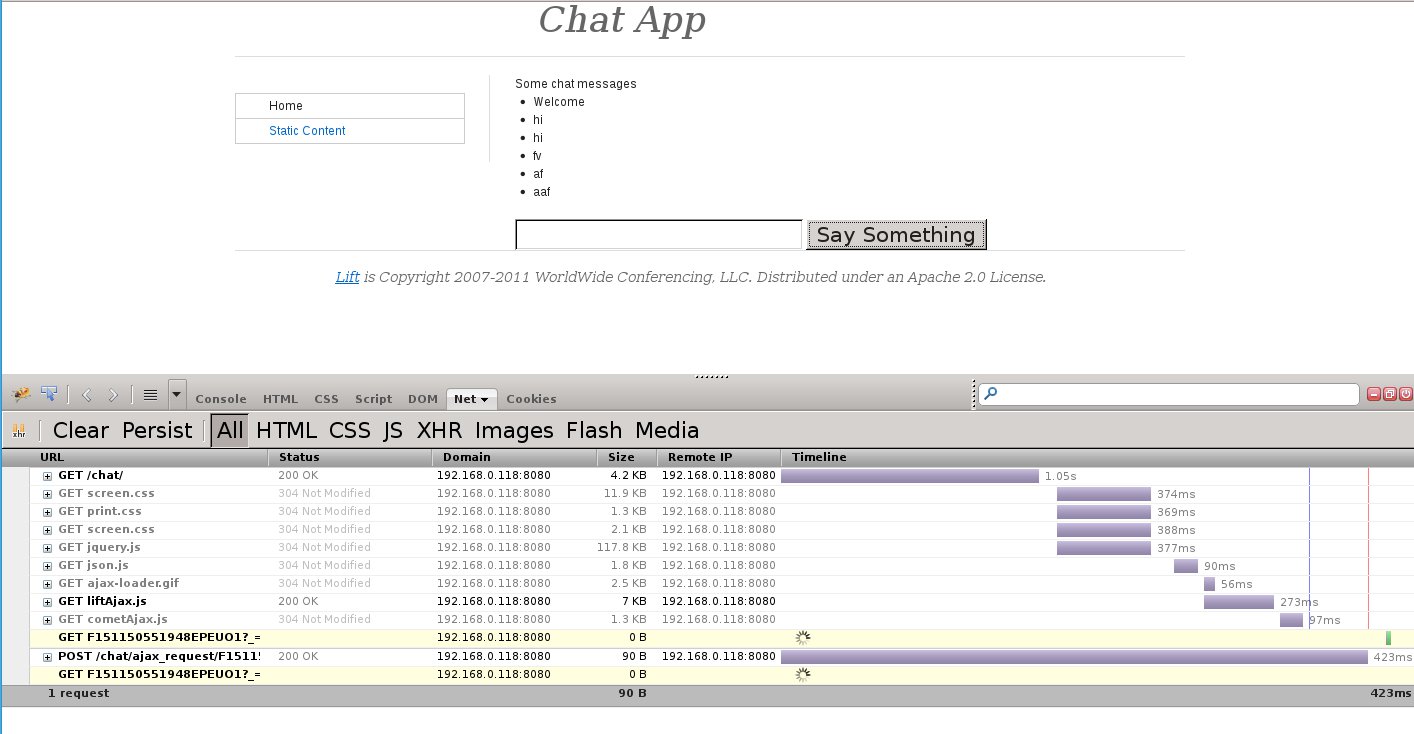 Chat App
Home
Static Content
Some chat messages
• Welcome
• hi
• hi
• fv
• af
• aaf
Say Something
Lift is Copyright 2007-2011 WorldWide Conferencing, LLC. Distributed under an Apache 2.0 License.
Console HTML CSS Script DOM Net Cookies
xhr Clear Persist All HTML CSS JS XHR Images Flash Media
URL Status Domain Size Remote IP Timeline
GET /chat/ 200 OK 192.168.0.118:8080 4.2 KB 192.168.0.118:8080 1.05s
GET screen.css 304 Not Modified 192.168.0.118:8080 11.9 KB 192.168.0.118:8080 374ms
GET print.css 304 Not Modified 192.168.0.118:8080 1.3 KB 192.168.0.118:8080 369ms
GET screen.css 304 Not Modified 192.168.0.118:8080 2.1 KB 192.168.0.118:8080 388ms
GET jquery.js 304 Not Modified 192.168.0.118:8080 117.8 KB 192.168.0.118:8080 377ms
GET json.js 304 Not Modified 192.168.0.118:8080 1.8 KB 192.168.0.118:8080 90ms
GET ajax-loader.gif 304 Not Modified 192.168.0.118:8080 2.5 KB 192.168.0.118:8080 56ms
GET liftAjax.js 200 OK 192.168.0.118:8080 7 KB 192.168.0.118:8080 273ms
GET cometAjax.js 304 Not Modified 192.168.0.118:8080 1.3 KB 192.168.0.118:8080 97ms
GET F151150551948EPEUO1?_= 192.168.0.118:8080 0 B
POST /chat/ajax_request/F1511 200 OK 192.168.0.118:8080 90 B 192.168.0.118:8080 423ms
GET F151150551948EPEUO1?_= 192.168.0.118:8080 0 B
1 request 90 B 423ms